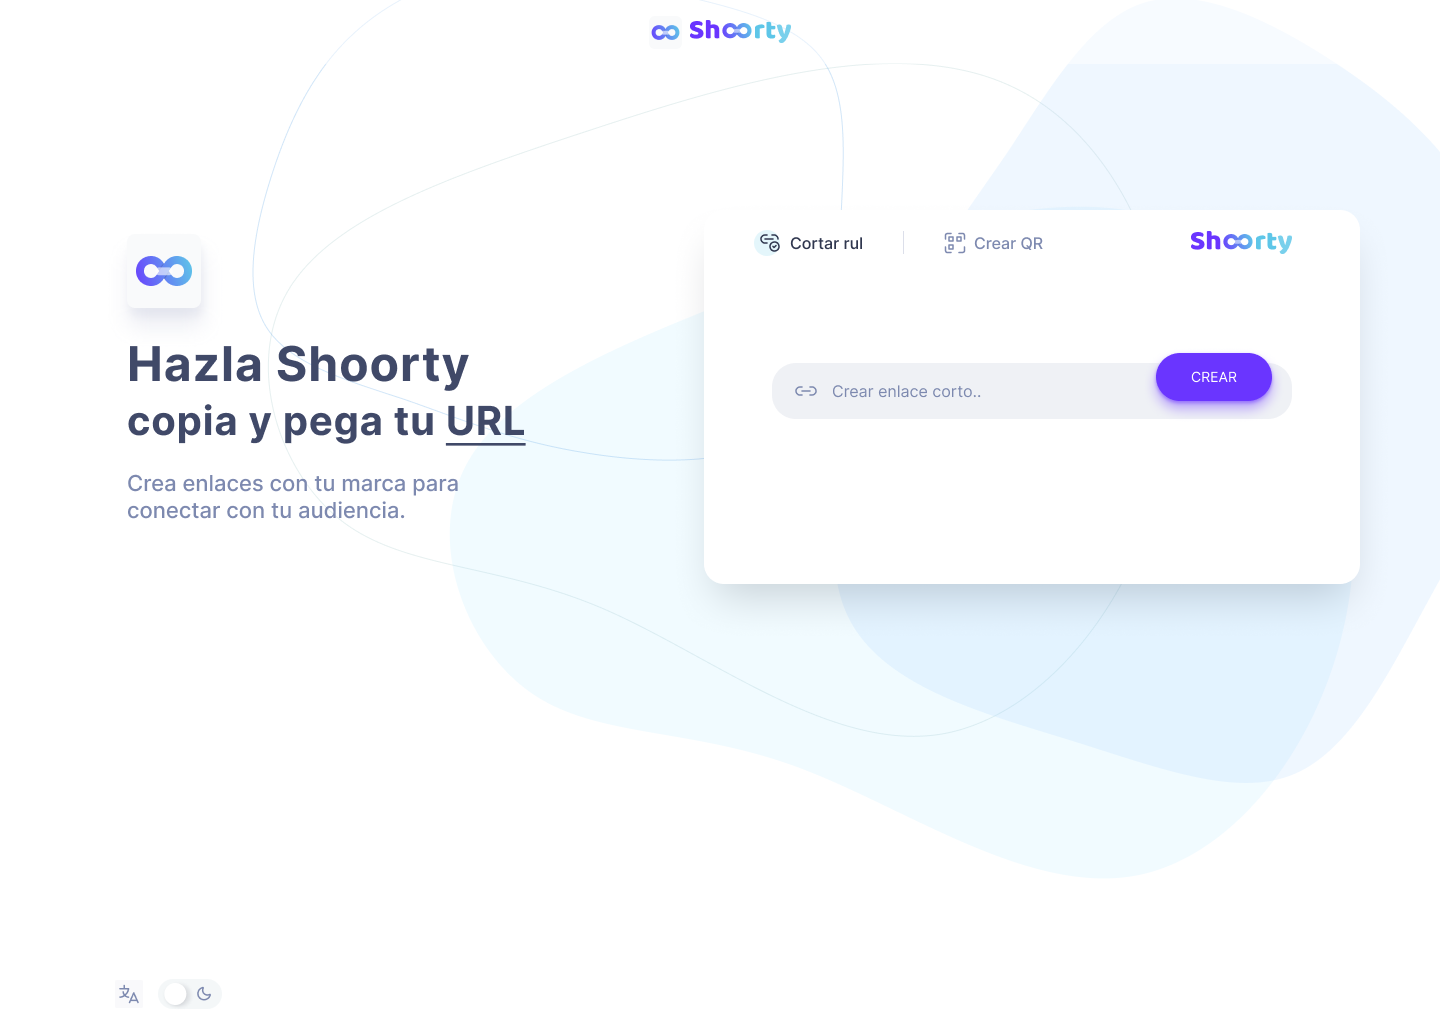 Shoorty
Hazla Shoorty
copia y pega tu URL
Crea enlaces con tu marca para
conectar con tu audiencia.
Cortar rul
Crear QR
Shoorty
Crear enlace corto..
CREAR